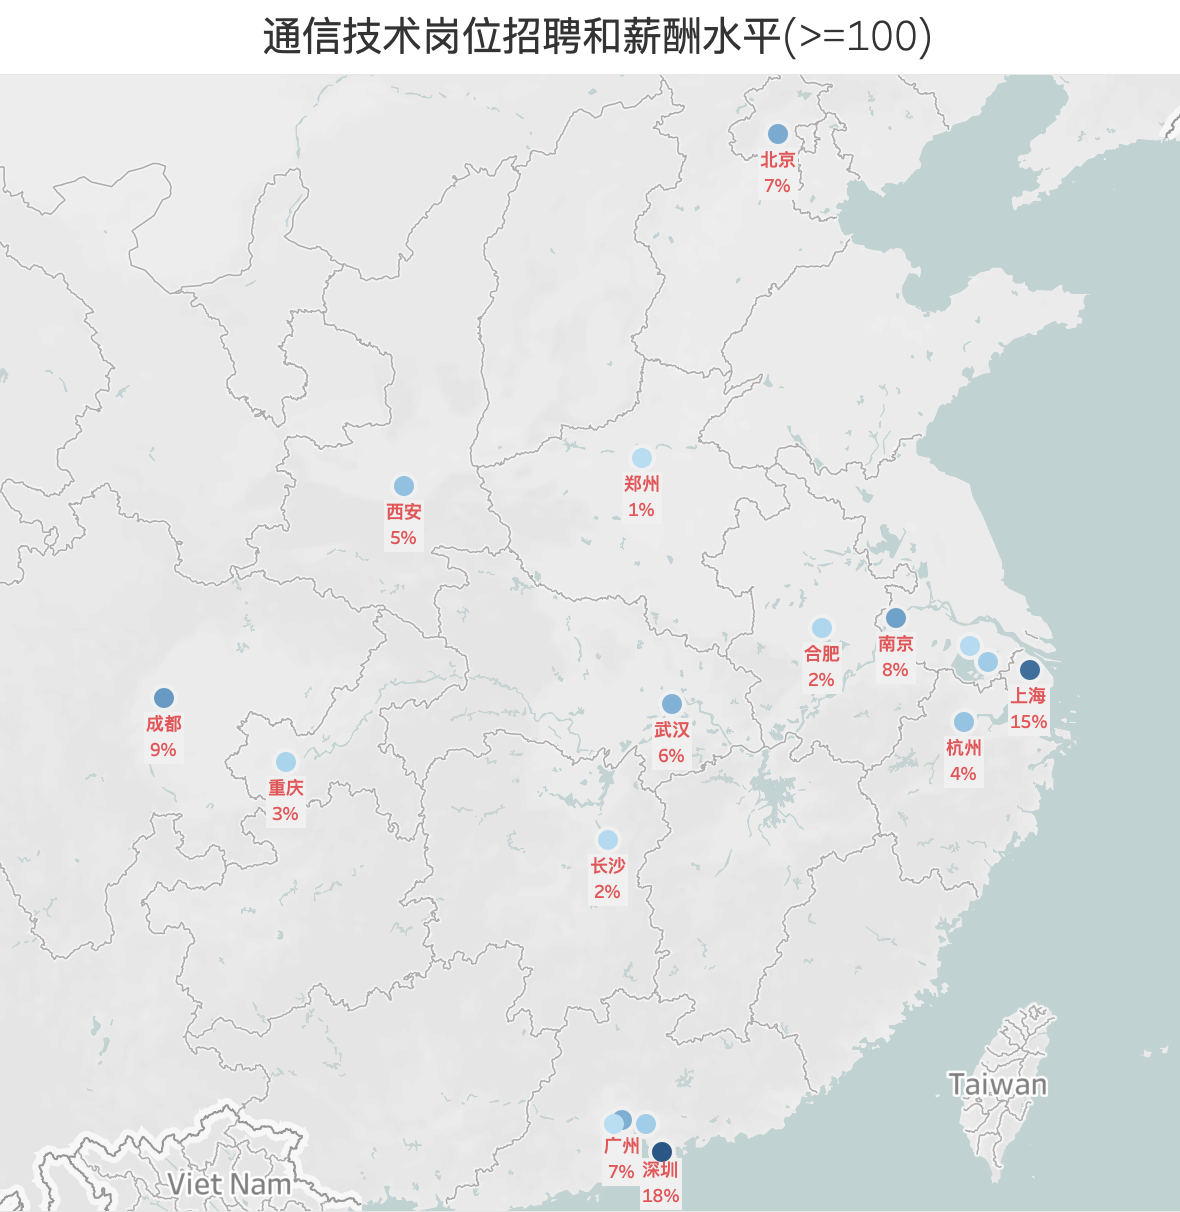 通信技术岗位招聘和薪酬水平(>=100)
北京
7%
郑州
1%
西安
5%
合肥
2%
南京
8%
上海
15%
成都
9%
武汉
6%
杭州
4%
重庆
3%
长沙
2%
Taiwan
广州
7%
深圳
18%
Viet Nam